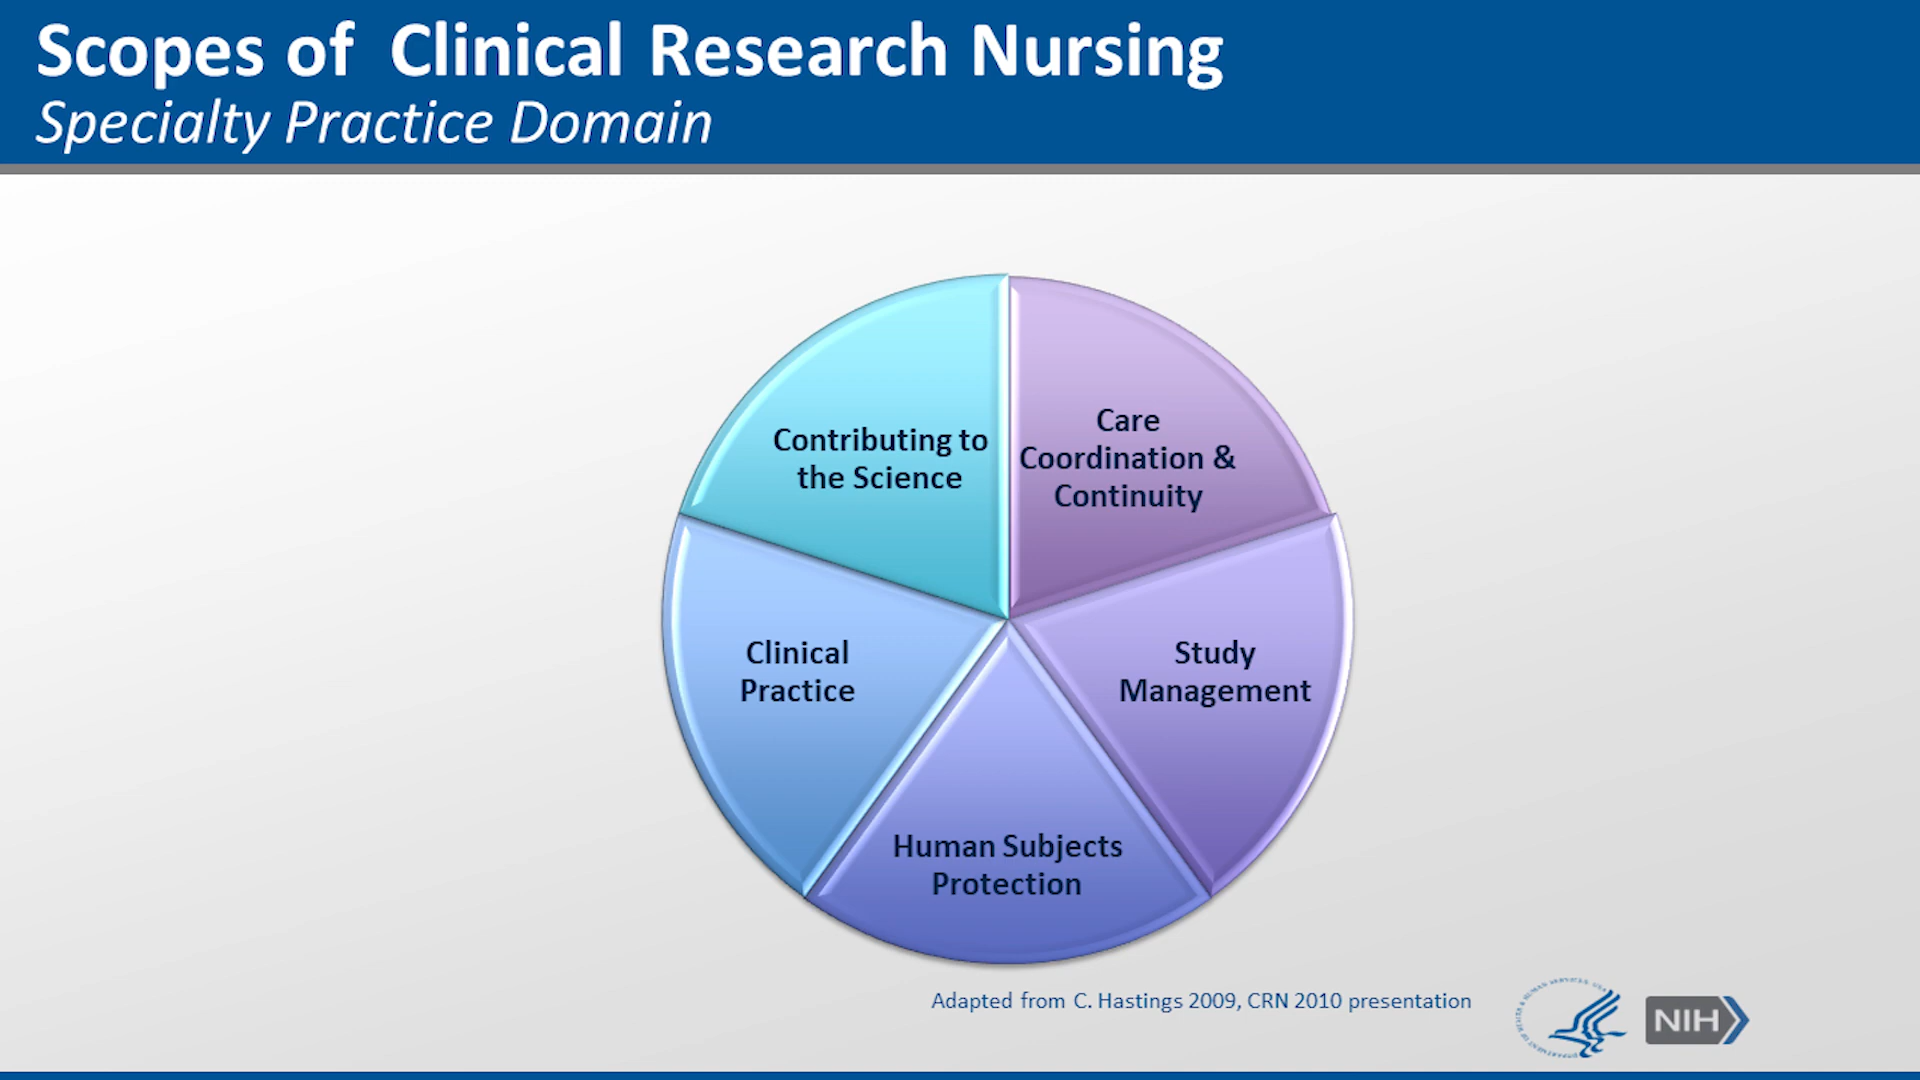 Scopes of Clinical Research Nursing
Specialty Practice Domain
Contributing to
the Science
Care
Coordination &
Continuity
Clinical
Practice
Study
Management
Human Subjects
Protection
Adapted from C. Hastings 2009, CRN 2010 presentation
NIH